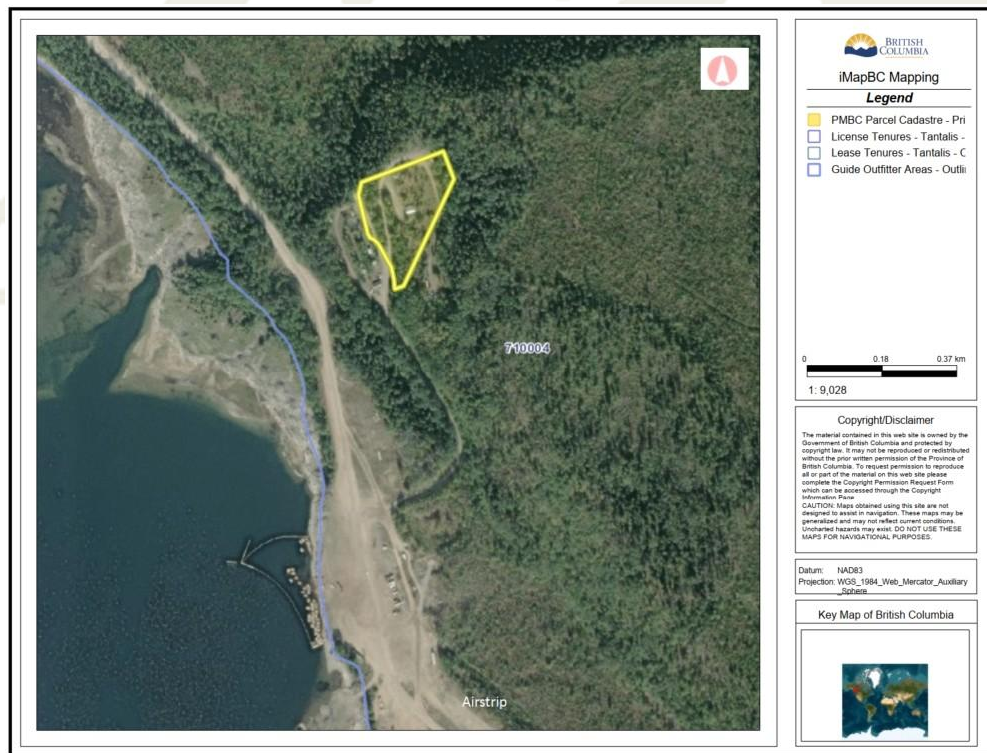 710004
Airstrip
BRITISH
COLUMBIA
iMapBC Mapping
Legend
PMBC Parcel Cadastre - Pri
License Tenures - Tantalis -
Lease Tenures - Tantalis - C
Guide Outfitter Areas - Outli
0 0.18 0.37 km
1: 9,028
Copyright/Disclaimer
The material contained in this web site is owned by the
Government of British Columbia and protected by
copyright law. It may not be reproduced or redistributed
without the prior written permission of the Province of
British Columbia. To request permission to reproduce
all or part of the material on this web site please
complete the Copyright Permission Request Form
which can be accessed through the Copyright
Information Page.
CAUTION: Maps obtained using this site are not
designed to assist in navigation. These maps may be
generalized and may not reflect current conditions.
Uncharted hazards may exist. DO NOT USE THESE
MAPS FOR NAVIGATIONAL PURPOSES.
Datum: NAD83
Projection: WGS_1984_Web_Mercator_Auxiliary
_Sphere
Key Map of British Columbia